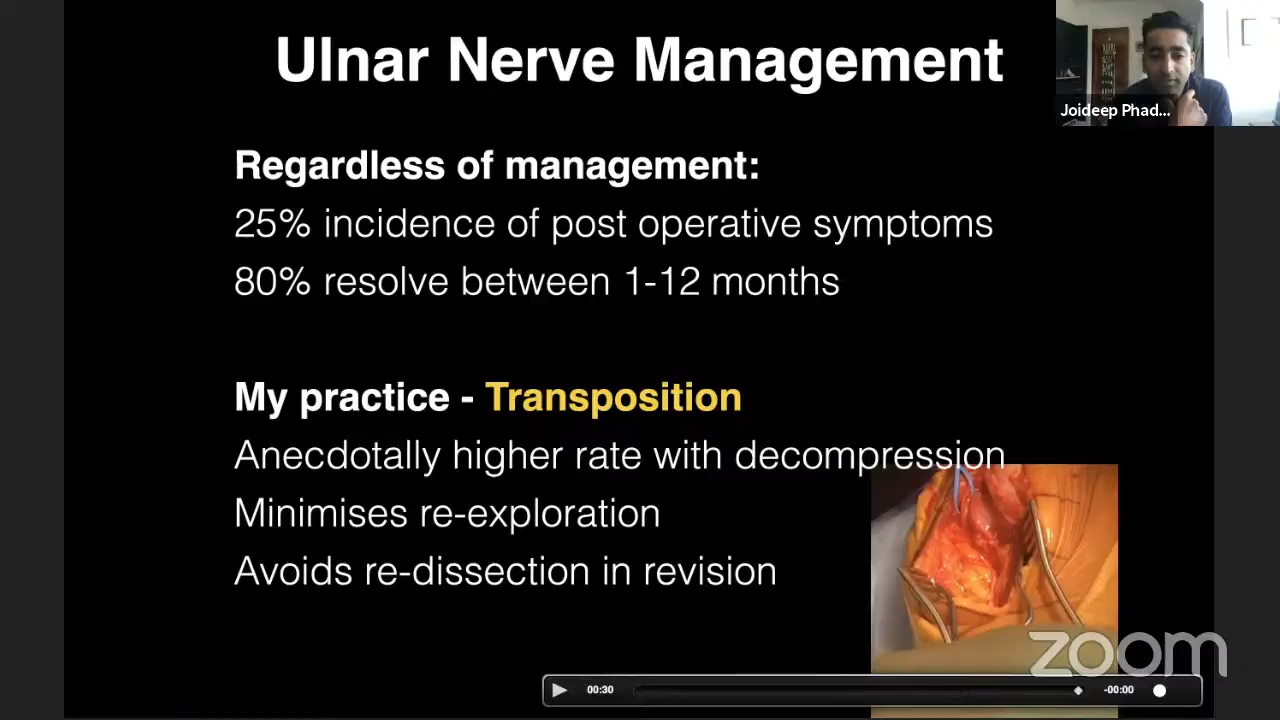 Ulnar Nerve Management
Joideep Phad...
Regardless of management:
25% incidence of post operative symptoms
80% resolve between 1-12 months
My practice - Transposition
Anecdotally higher rate with decompression
Minimises re-exploration
Avoids re-dissection in revision
zoom
00:30
-00:00